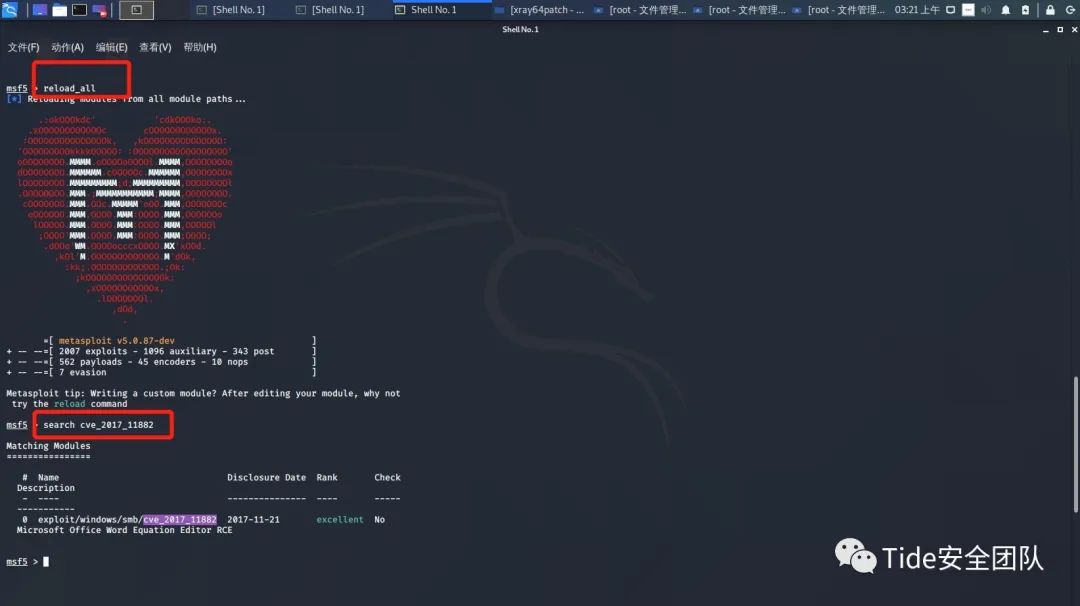 [Shell No. 1]
[Shell No. 1]
Shell No. 1
[xray64patch - ...
[root - 文件管理...
[root - 文件管理...
[root - 文件管理...
03:21 上午
Shell No. 1
文件(F) 动作(A) 编辑(E) 查看(V) 帮助(H)
msf5 > reload_all
[*] Reloading modules from all module paths...
=[ metasploit v5.0.87-dev ]
+ -- --=[ 2007 exploits - 1096 auxiliary - 343 post ]
+ -- --=[ 562 payloads - 45 encoders - 10 nops ]
+ -- --=[ 7 evasion ]
Metasploit tip: Writing a custom module? After editing your module, why not
try the reload command
msf5 > search cve_2017_11882
Matching Modules
================
# Name Disclosure Date Rank Check
Description
- ---- --------------- ---- -----
-----------
0 exploit/windows/smb/cve_2017_11882 2017-11-21 excellent No
Microsoft Office Word Equation Editor RCE
msf5 >
Tide安全团队